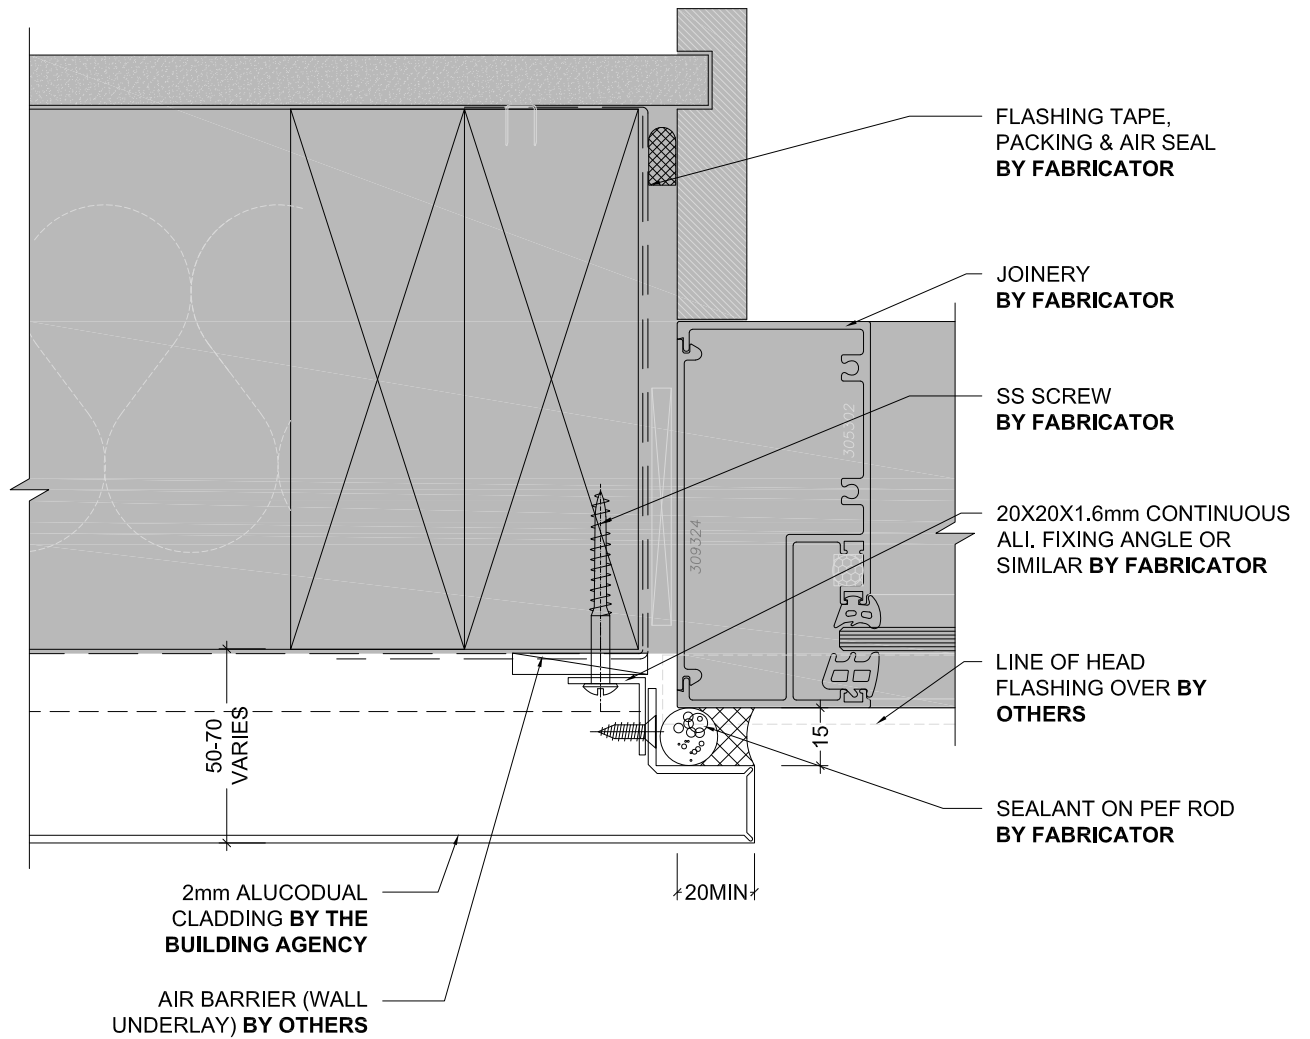 FLASHING TAPE,
PACKING & AIR SEAL
BY FABRICATOR
JOINERY
BY FABRICATOR
305302
SS SCREW
BY FABRICATOR
309324
20X20X1.6mm CONTINUOUS
ALI. FIXING ANGLE OR
SIMILAR BY FABRICATOR
LINE OF HEAD
FLASHING OVER BY
OTHERS
50-70
VARIES
15
SEALANT ON PEF ROD
BY FABRICATOR
20MIN
2mm ALUCODUAL
CLADDING BY THE
BUILDING AGENCY
AIR BARRIER (WALL
UNDERLAY) BY OTHERS